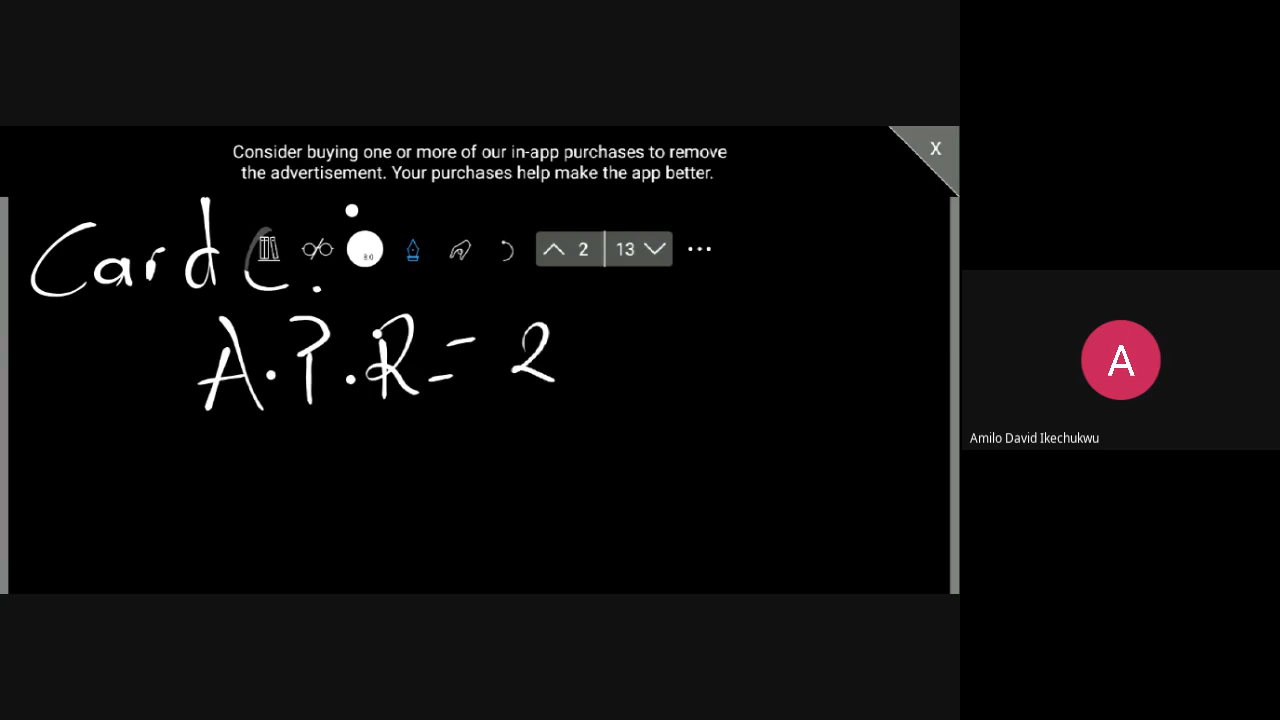 Consider buying one or more of our in-app purchases to remove
the advertisement. Your purchases help make the app better.
X
Card C:
2 13
A.P.R = 2
A
Amilo David Ikechukwu